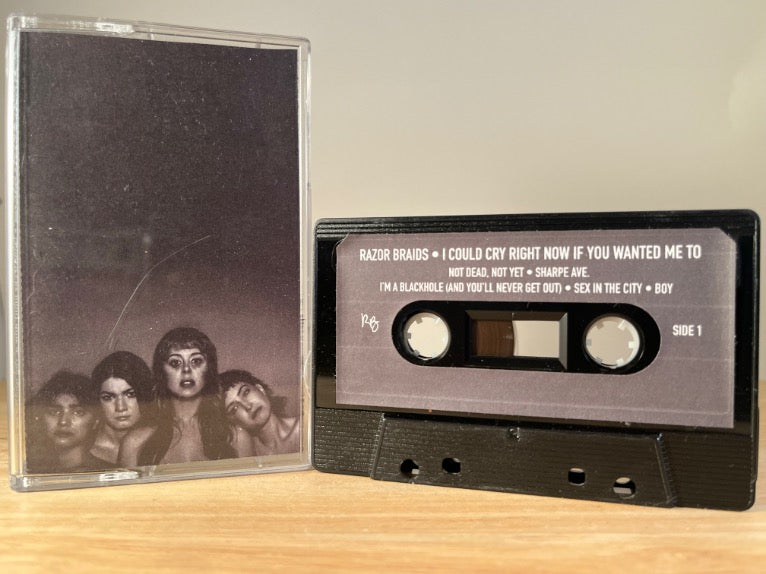 RAZOR BRAIDS • I COULD CRY RIGHT NOW IF YOU WANTED ME TO
NOT DEAD, NOT YET • SHARPE AVE.
I'M A BLACKHOLE (AND YOU'LL NEVER GET OUT) • SEX IN THE CITY • BOY
RB
SIDE 1